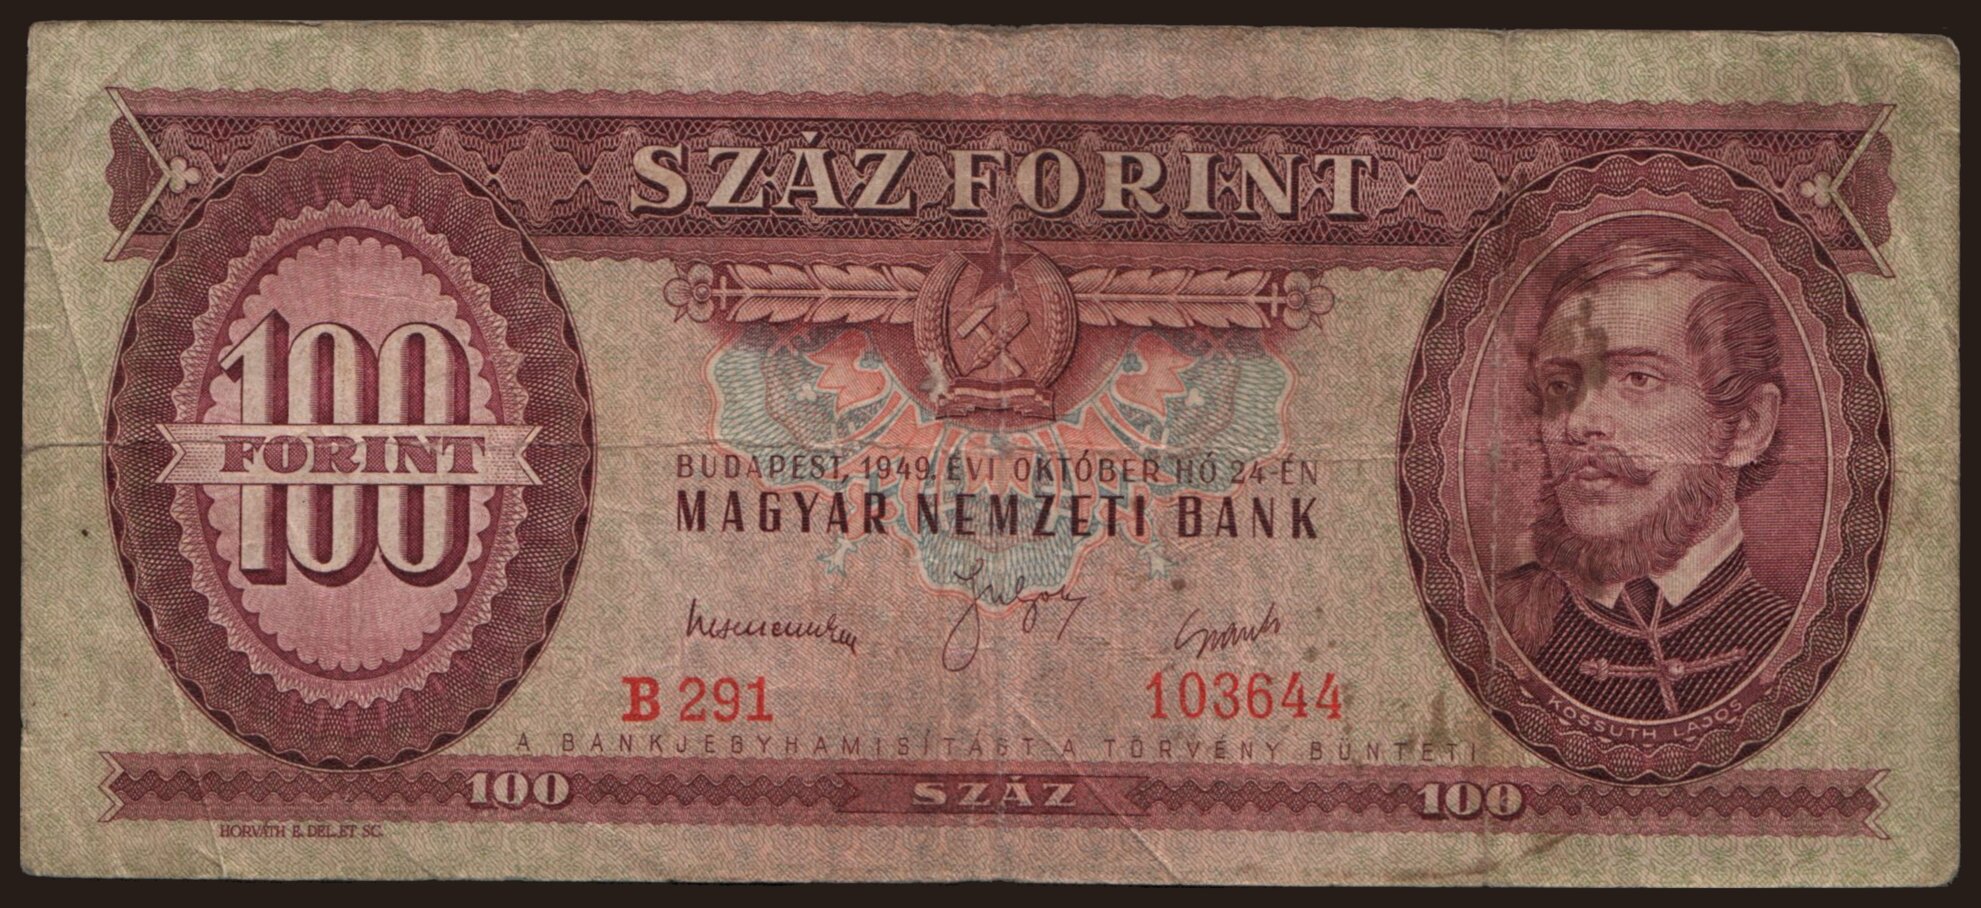 SZÁZ FORINT
100
FORINT
BUDAPEST, 1949. ÉVI OKTÓBER HÓ 24-ÉN
MAGYAR NEMZETI BANK
B 291
103644
KOSSUTH LAJOS
A BANKJEGYHAMISÍTÁST A TÖRVÉNY BÜNTETI
100 SZÁZ 100
HORVÁTH E. DEL. ET SC.